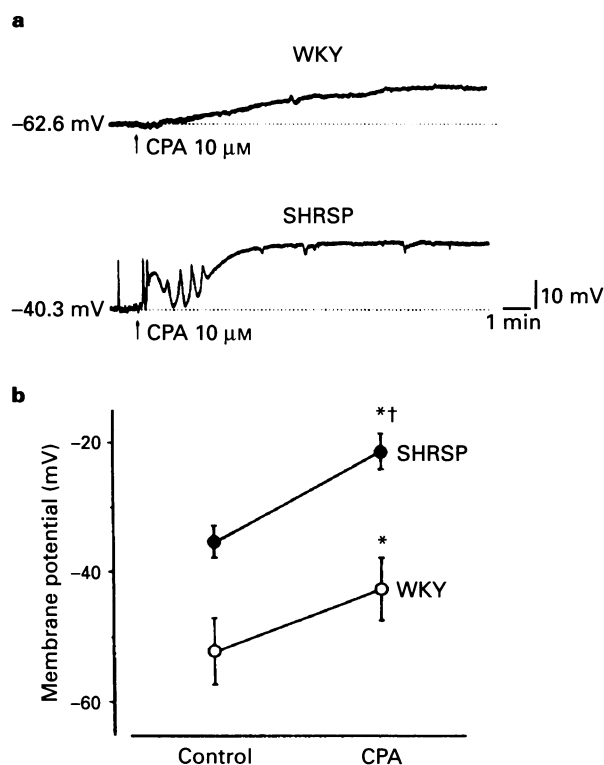 a
WKY
−62.6 mV
↑ CPA 10 μM
SHRSP
−40.3 mV
10 mV
1 min
↑ CPA 10 μM
b
Membrane potential (mV)
−20
−40
−60
*†
SHRSP
*
WKY
Control CPA